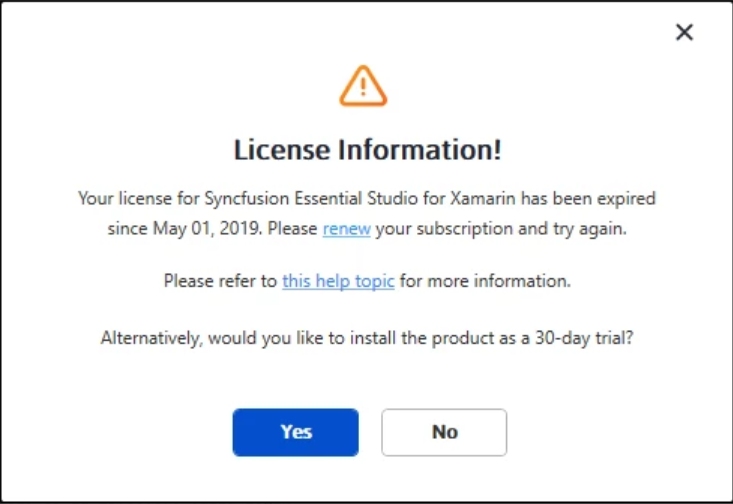 License Information!
Your license for Syncfusion Essential Studio for Xamarin has been expired
since May 01, 2019. Please renew your subscription and try again.
Please refer to this help topic for more information.
Alternatively, would you like to install the product as a 30-day trial?
Yes
No